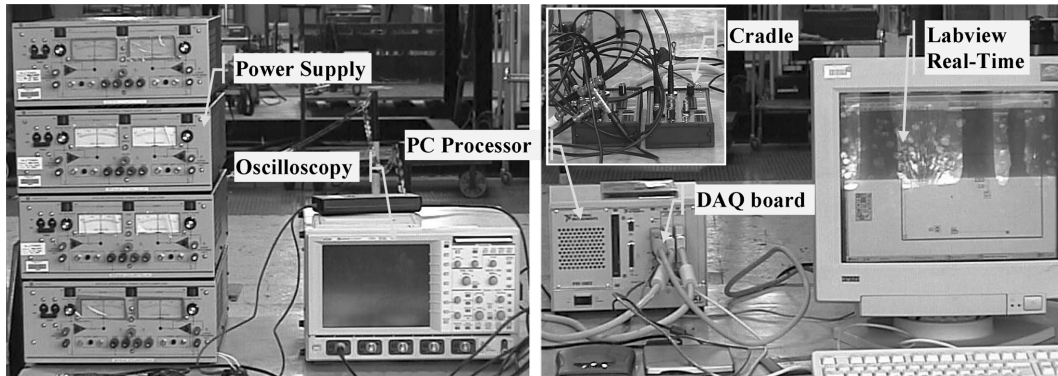 Power Supply
Oscilloscopy
PC Processor
Cradle
DAQ board
Labview
Real-Time